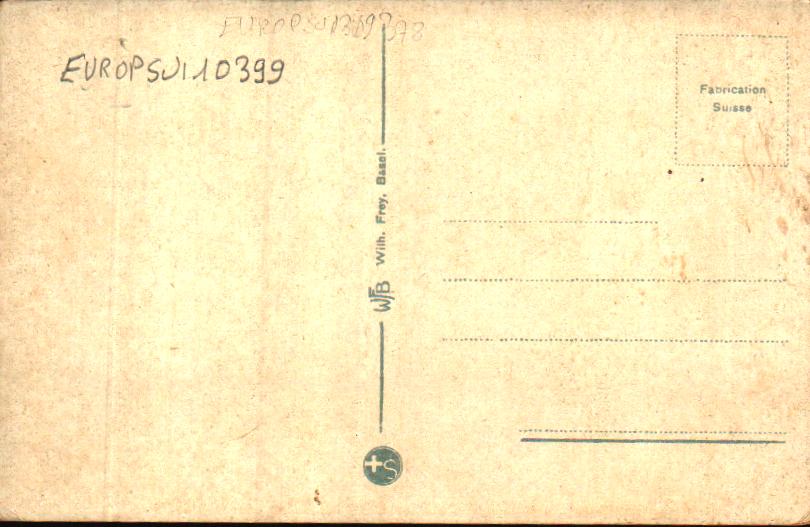 EUROPSUI10399
Fabrication
Suisse
WFB Wilh. Frey, Basel.
+S